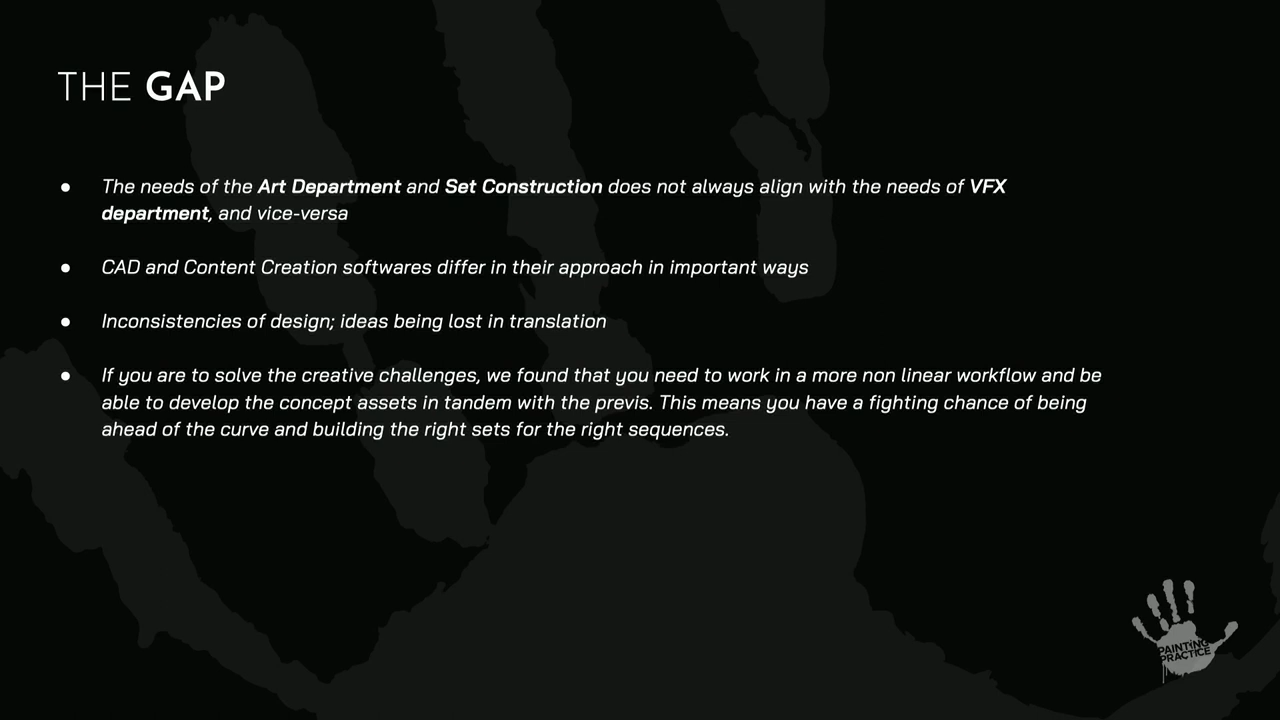 THE GAP
● The needs of the Art Department and Set Construction does not always align with the needs of VFX
department, and vice-versa
● CAD and Content Creation softwares differ in their approach in important ways
● Inconsistencies of design; ideas being lost in translation
● If you are to solve the creative challenges, we found that you need to work in a more non linear workflow and be
able to develop the concept assets in tandem with the previs. This means you have a fighting chance of being
ahead of the curve and building the right sets for the right sequences.
PAINTING
PRACTICE